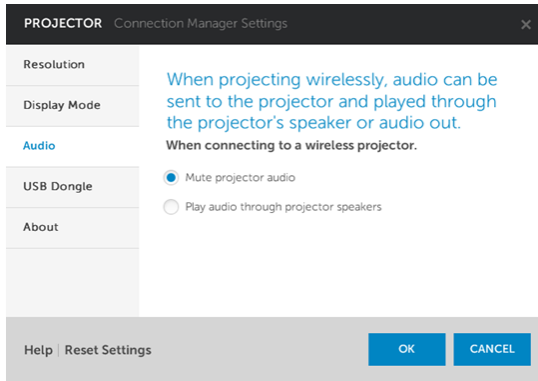 PROJECTOR Connection Manager Settings ×
Resolution
Display Mode
Audio
USB Dongle
About
When projecting wirelessly, audio can be
sent to the projector and played through
the projector's speaker or audio out.
When connecting to a wireless projector.
Mute projector audio
Play audio through projector speakers
Help | Reset Settings
OK
CANCEL